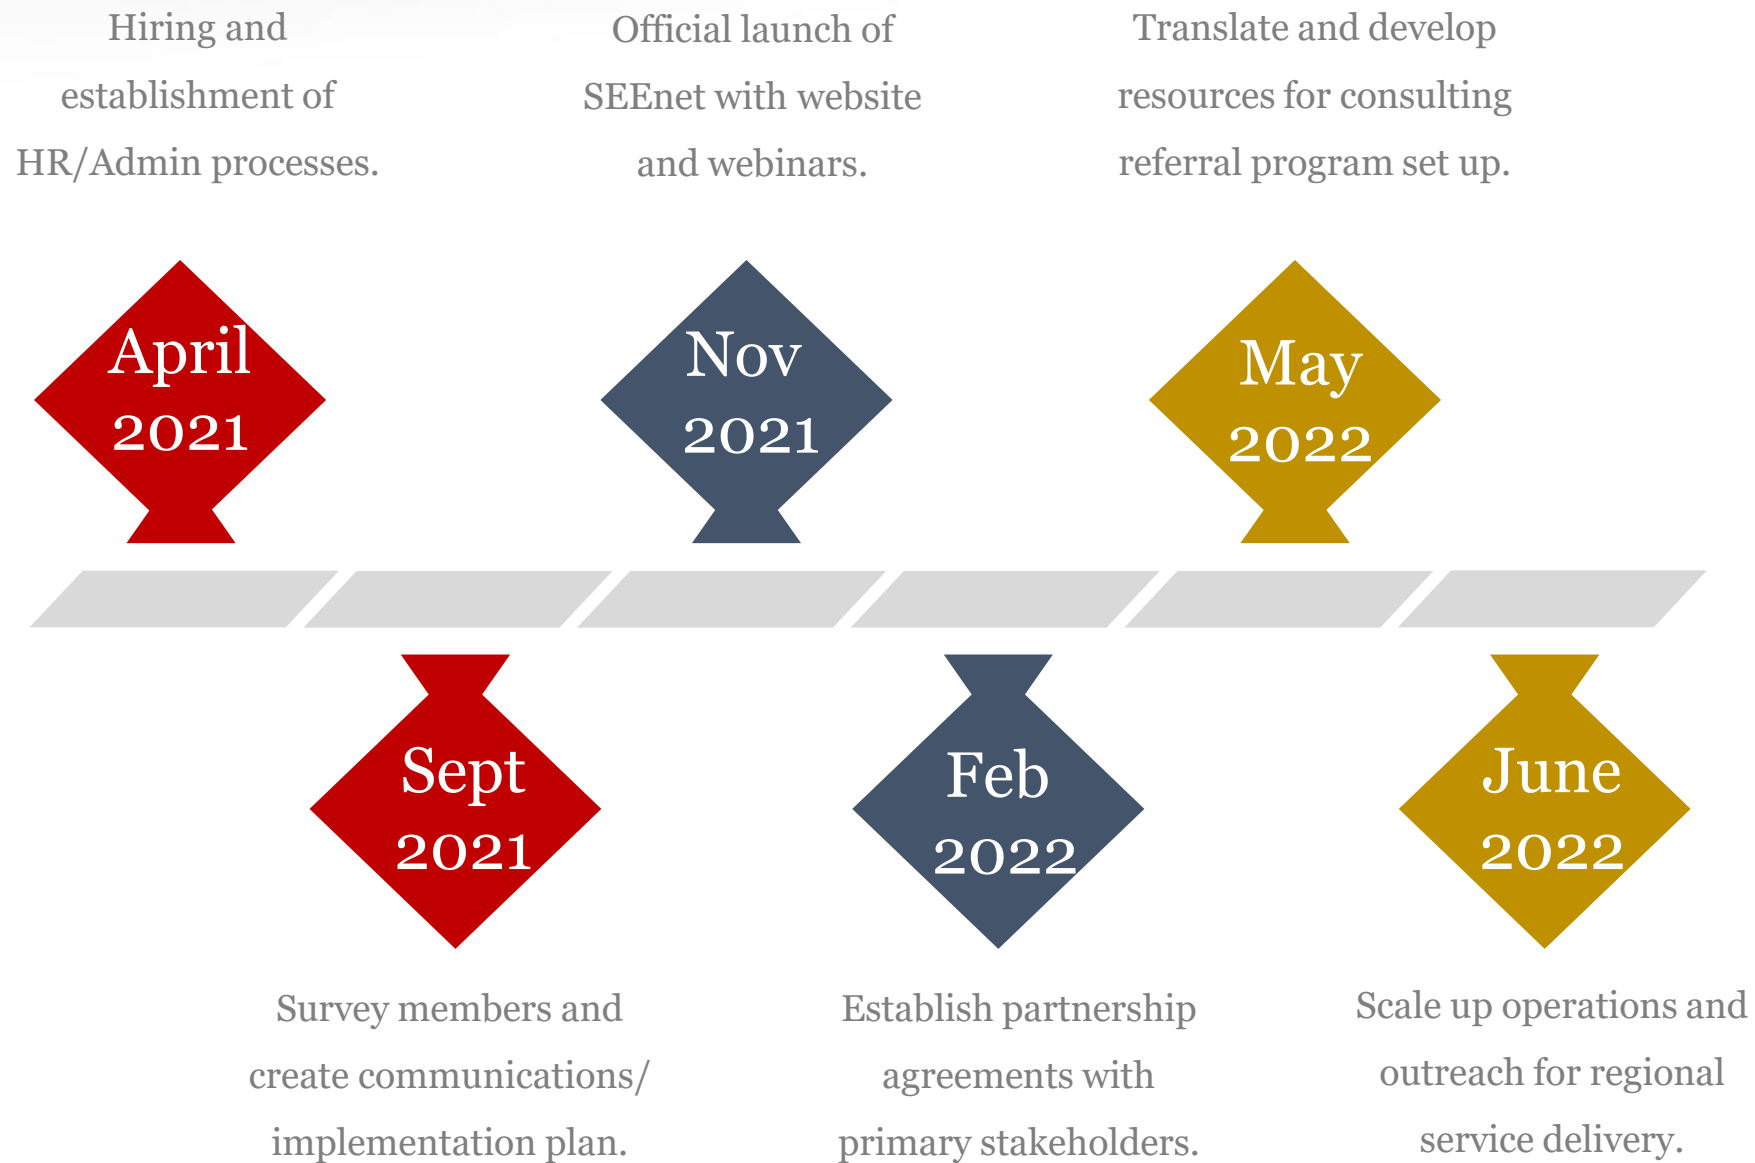 Hiring and
establishment of
HR/Admin processes.
Official launch of
SEEnet with website
and webinars.
Translate and develop
resources for consulting
referral program set up.
April
2021
Nov
2021
May
2022
Sept
2021
Feb
2022
June
2022
Survey members and
create communications/
implementation plan.
Establish partnership
agreements with
primary stakeholders.
Scale up operations and
outreach for regional
service delivery.